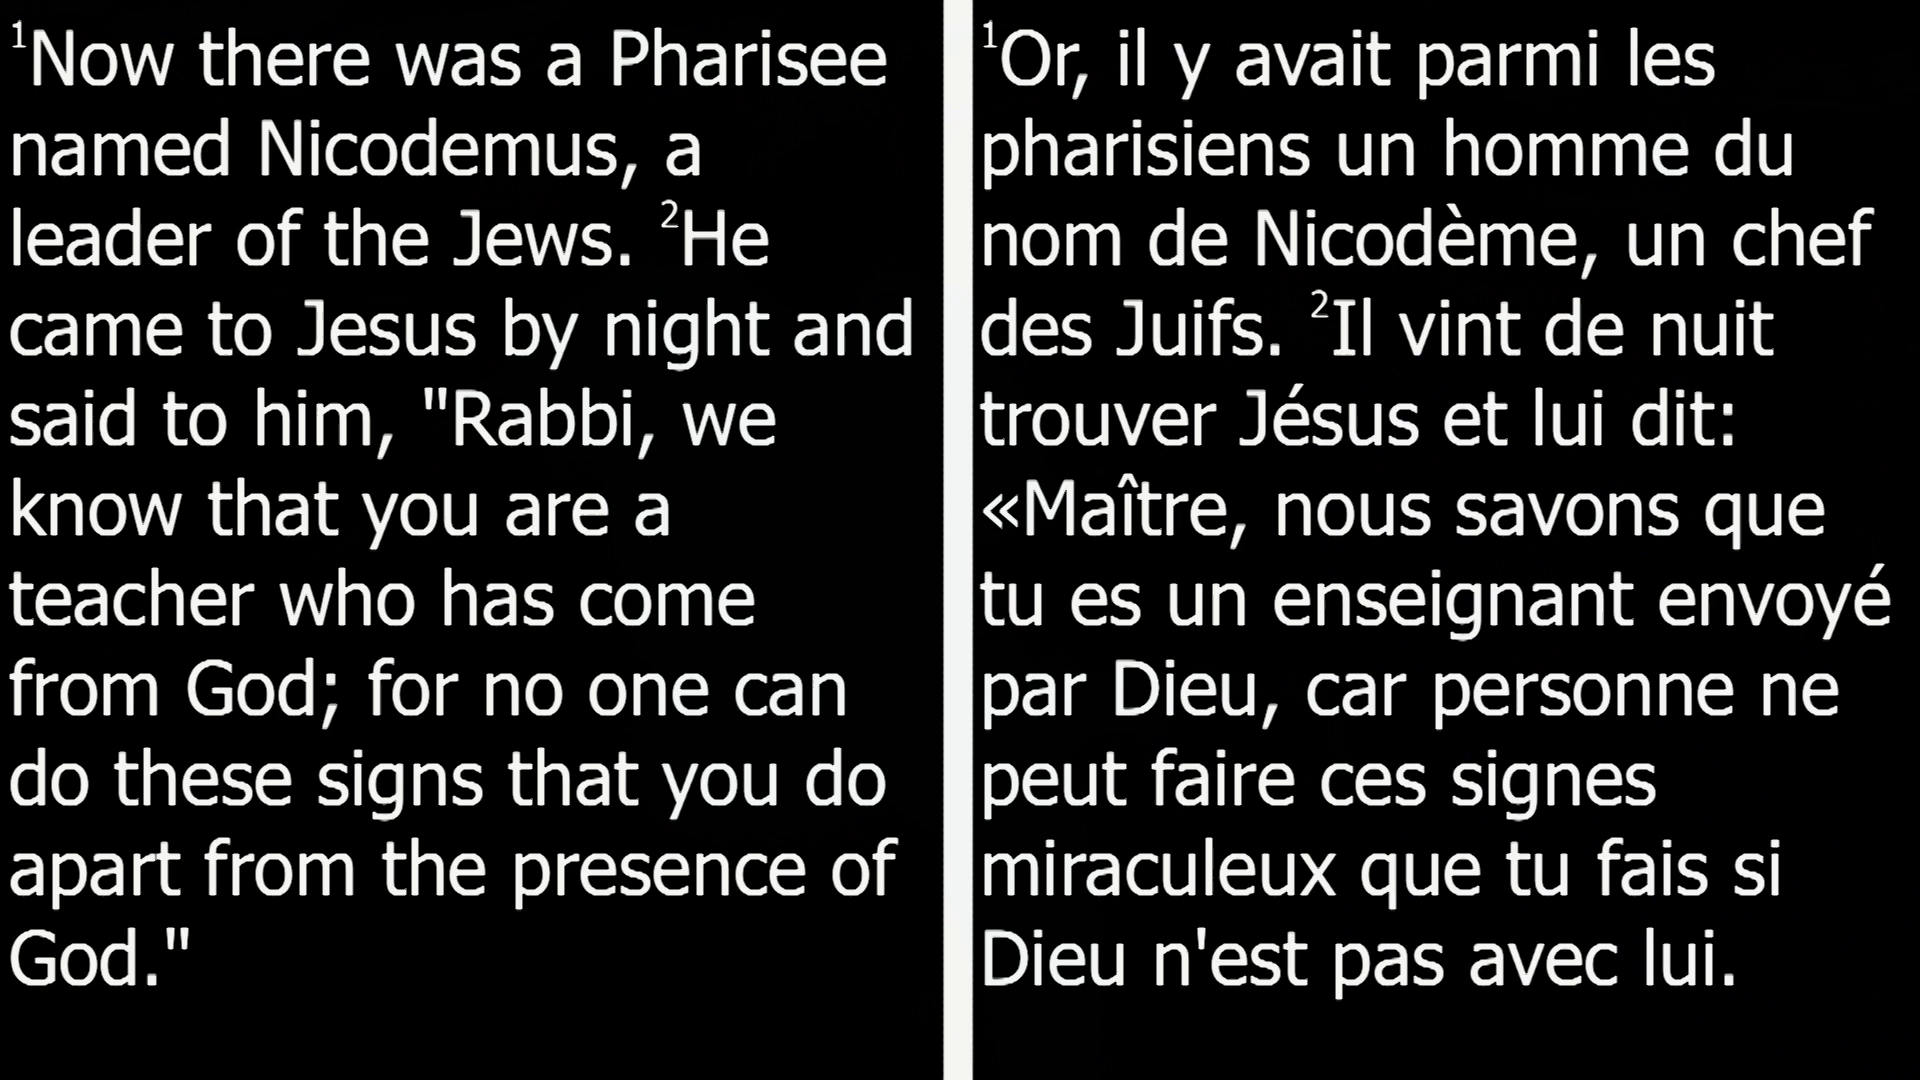 ¹Now there was a Pharisee
named Nicodemus, a
leader of the Jews. ²He
came to Jesus by night and
said to him, "Rabbi, we
know that you are a
teacher who has come
from God; for no one can
do these signs that you do
apart from the presence of
God."
¹Or, il y avait parmi les
pharisiens un homme du
nom de Nicodème, un chef
des Juifs. ²Il vint de nuit
trouver Jésus et lui dit:
«Maître, nous savons que
tu es un enseignant envoyé
par Dieu, car personne ne
peut faire ces signes
miraculeux que tu fais si
Dieu n'est pas avec lui.